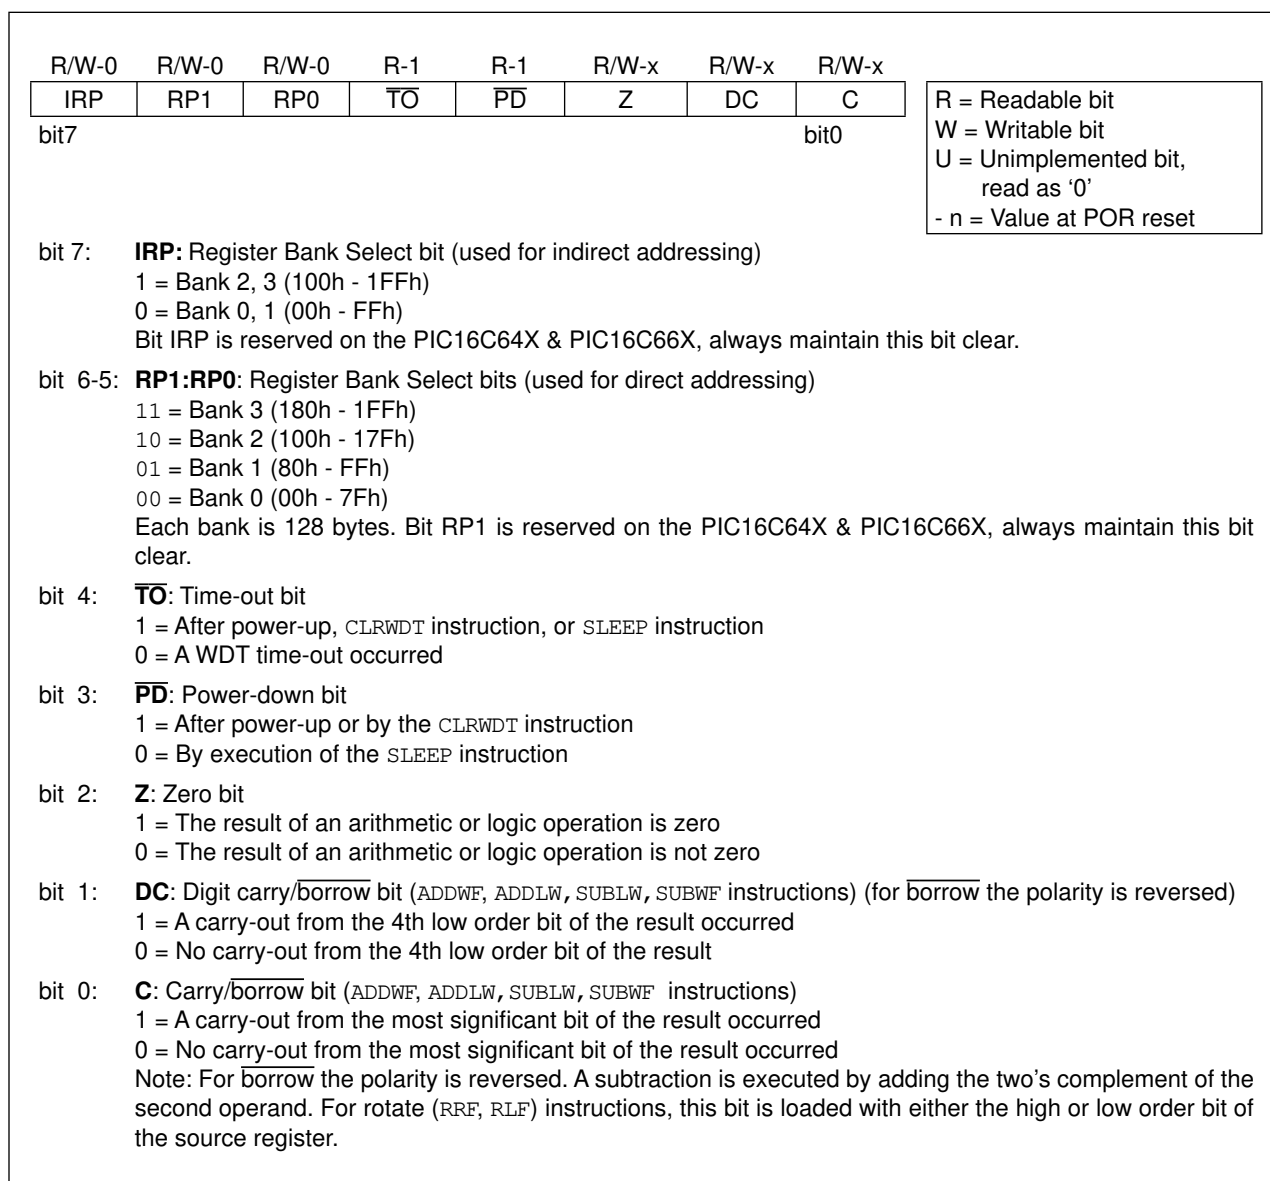 R/W-0 R/W-0 R/W-0 R-1 R-1 R/W-x R/W-x R/W-x
IRP RP1 RP0 T̅O̅ P̅D̅ Z DC C
bit7 bit0
R = Readable bit
W = Writable bit
U = Unimplemented bit,
read as ‘0’
- n = Value at POR reset
bit 7: IRP: Register Bank Select bit (used for indirect addressing)
1 = Bank 2, 3 (100h - 1FFh)
0 = Bank 0, 1 (00h - FFh)
Bit IRP is reserved on the PIC16C64X & PIC16C66X, always maintain this bit clear.
bit 6-5: RP1:RP0: Register Bank Select bits (used for direct addressing)
11 = Bank 3 (180h - 1FFh)
10 = Bank 2 (100h - 17Fh)
01 = Bank 1 (80h - FFh)
00 = Bank 0 (00h - 7Fh)
Each bank is 128 bytes. Bit RP1 is reserved on the PIC16C64X & PIC16C66X, always maintain this bit
clear.
bit 4: T̅O̅: Time-out bit
1 = After power-up, CLRWDT instruction, or SLEEP instruction
0 = A WDT time-out occurred
bit 3: P̅D̅: Power-down bit
1 = After power-up or by the CLRWDT instruction
0 = By execution of the SLEEP instruction
bit 2: Z: Zero bit
1 = The result of an arithmetic or logic operation is zero
0 = The result of an arithmetic or logic operation is not zero
bit 1: DC: Digit carry/b̅o̅r̅r̅o̅w̅ bit (ADDWF, ADDLW, SUBLW, SUBWF instructions) (for b̅o̅r̅r̅o̅w̅ the polarity is reversed)
1 = A carry-out from the 4th low order bit of the result occurred
0 = No carry-out from the 4th low order bit of the result
bit 0: C: Carry/b̅o̅r̅r̅o̅w̅ bit (ADDWF, ADDLW, SUBLW, SUBWF instructions)
1 = A carry-out from the most significant bit of the result occurred
0 = No carry-out from the most significant bit of the result occurred
Note: For b̅o̅r̅r̅o̅w̅ the polarity is reversed. A subtraction is executed by adding the two’s complement of the
second operand. For rotate (RRF, RLF) instructions, this bit is loaded with either the high or low order bit of
the source register.